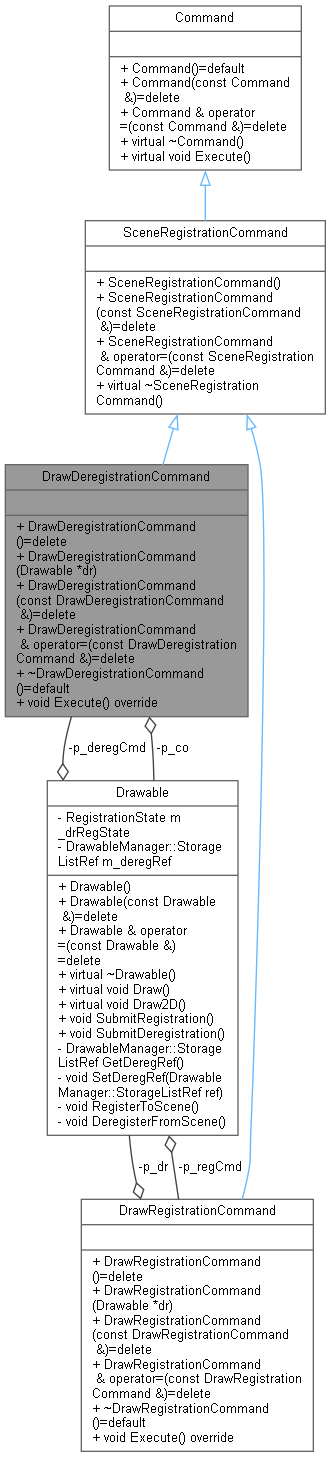 Command
+ Command()=default
+ Command(const Command
&)=delete
+ Command & operator
=(const Command &)=delete
+ virtual ~Command()
+ virtual void Execute()
SceneRegistrationCommand
+ SceneRegistrationCommand()
+ SceneRegistrationCommand
(const SceneRegistrationCommand
&)=delete
+ SceneRegistrationCommand
& operator=(const SceneRegistration
Command &)=delete
+ virtual ~SceneRegistration
Command()
DrawDeregistrationCommand
+ DrawDeregistrationCommand
()=delete
+ DrawDeregistrationCommand
(Drawable *dr)
+ DrawDeregistrationCommand
(const DrawDeregistrationCommand
&)=delete
+ DrawDeregistrationCommand
& operator=(const DrawDeregistration
Command &)=delete
+ ~DrawDeregistrationCommand
()=default
+ void Execute() override
-p_deregCmd
-p_co
Drawable
- RegistrationState m
_drRegState
- DrawableManager::Storage
ListRef m_deregRef
+ Drawable()
+ Drawable(const Drawable
&)=delete
+ Drawable & operator
=(const Drawable &)
=delete
+ virtual ~Drawable()
+ virtual void Draw()
+ virtual void Draw2D()
+ void SubmitRegistration()
+ void SubmitDeregistration()
- DrawableManager::Storage
ListRef GetDeregRef()
- void SetDeregRef(Drawable
Manager::StorageListRef ref)
- void RegisterToScene()
- void DeregisterFromScene()
-p_dr
-p_regCmd
DrawRegistrationCommand
+ DrawRegistrationCommand
()=delete
+ DrawRegistrationCommand
(Drawable *dr)
+ DrawRegistrationCommand
(const DrawRegistrationCommand
&)=delete
+ DrawRegistrationCommand
& operator=(const DrawRegistration
Command &)=delete
+ ~DrawRegistrationCommand
()=default
+ void Execute() override